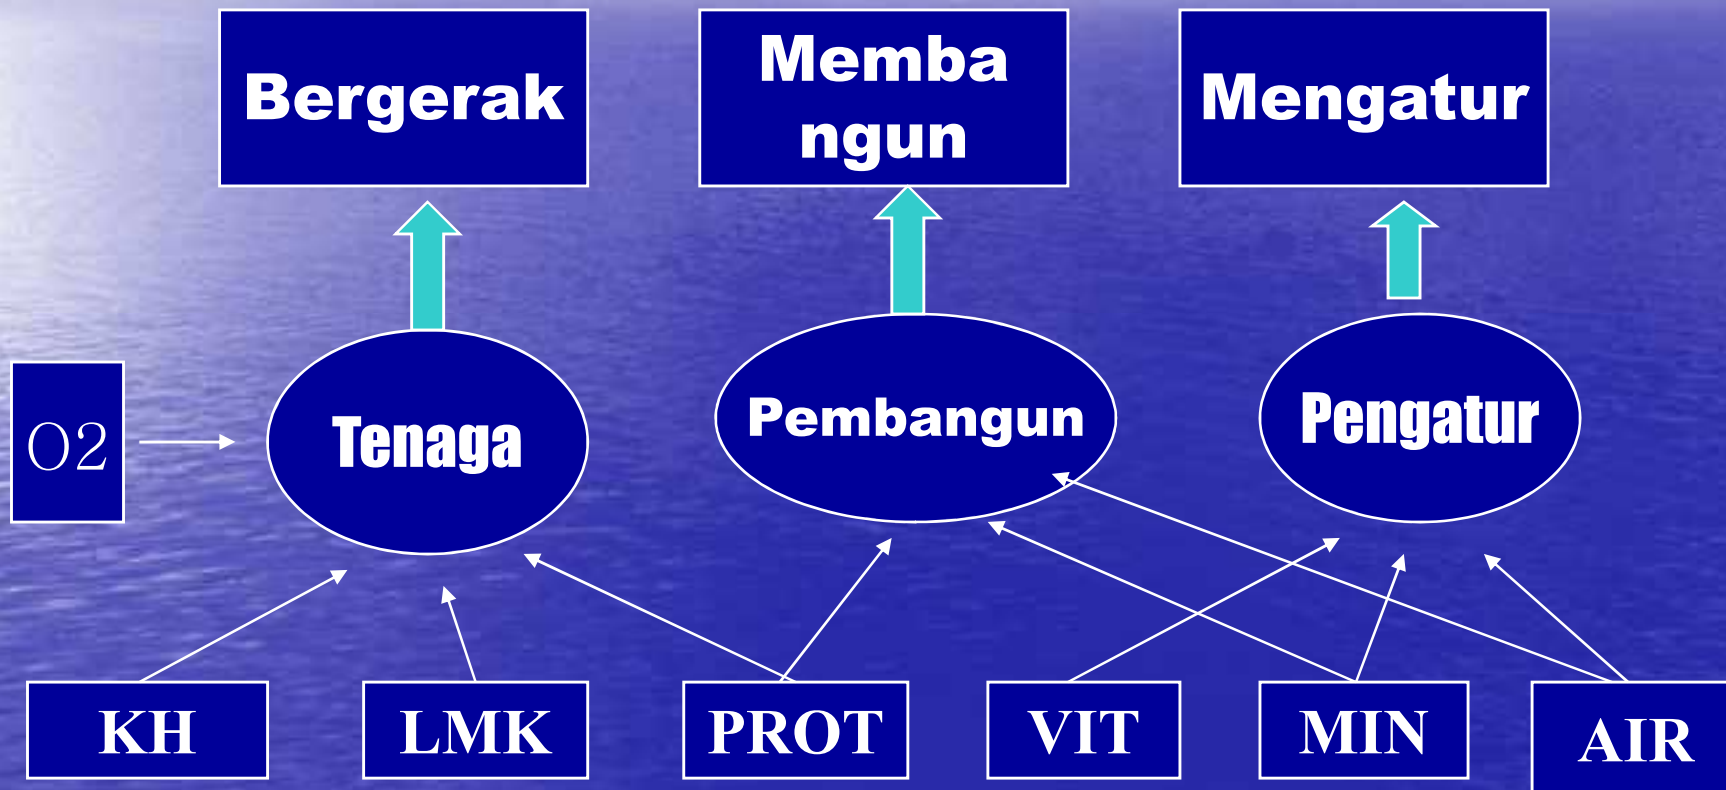 Bergerak
Memba
ngun
Mengatur
O2
Tenaga
Pembangun
Pengatur
KH
LMK
PROT
VIT
MIN
AIR